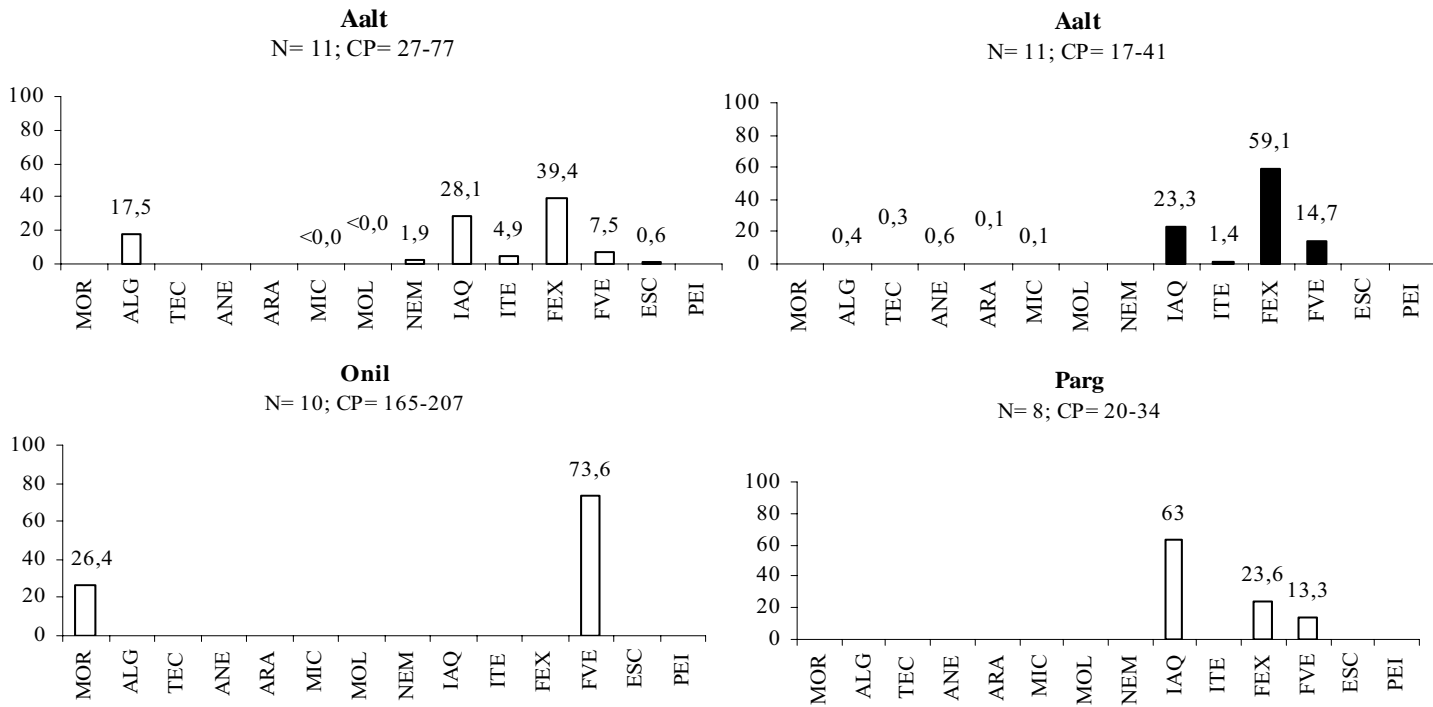 Aalt
N= 11; CP= 27-77
100
80
60
40
20
0
17,5
<0,0
<0,0
1,9
28,1
4,9
39,4
7,5
0,6
MOR
ALG
TEC
ANE
ARA
MIC
MOL
NEM
IAQ
ITE
FEX
FVE
ESC
PEI
Aalt
N= 11; CP= 17-41
100
80
60
40
20
0
0,4
0,3
0,6
0,1
0,1
23,3
1,4
59,1
14,7
MOR
ALG
TEC
ANE
ARA
MIC
MOL
NEM
IAQ
ITE
FEX
FVE
ESC
PEI
Onil
N= 10; CP= 165-207
100
80
60
40
20
0
26,4
73,6
MOR
ALG
TEC
ANE
ARA
MIC
MOL
NEM
IAQ
ITE
FEX
FVE
ESC
PEI
Parg
N= 8; CP= 20-34
100
80
60
40
20
0
63
23,6
13,3
MOR
ALG
TEC
ANE
ARA
MIC
MOL
NEM
IAQ
ITE
FEX
FVE
ESC
PEI